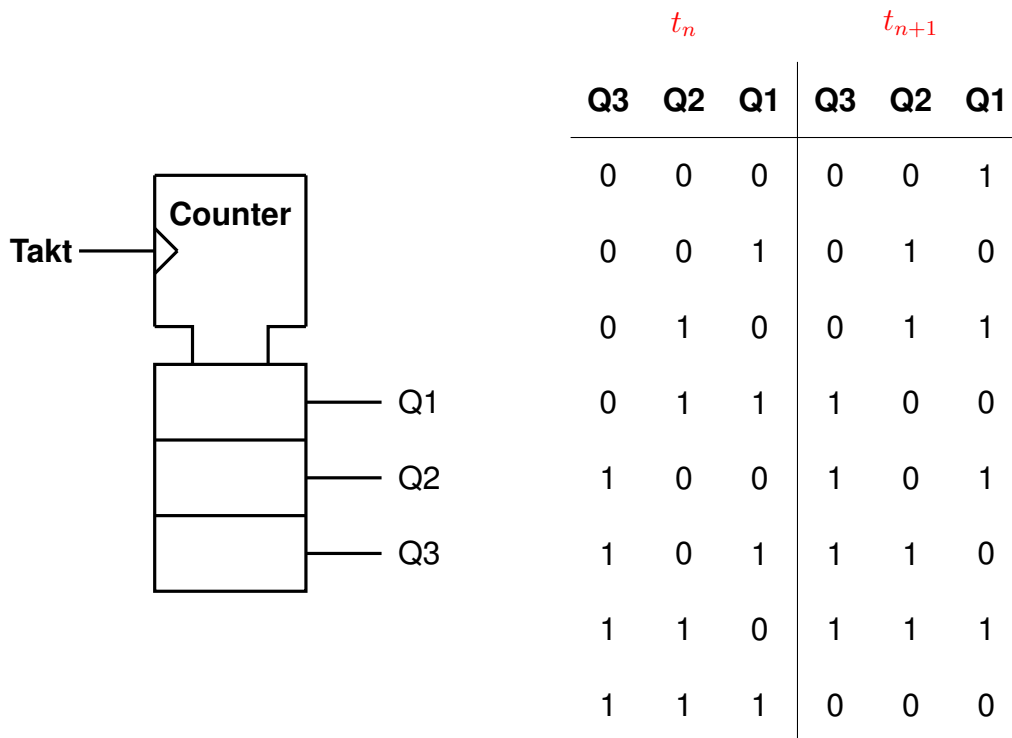 t_n t_{n+1}
Q3 Q2 Q1 Q3 Q2 Q1
0 0 0 0 0 1
Counter
Takt
0 0 1 0 1 0
0 1 0 0 1 1
Q1
0 1 1 1 0 0
Q2
1 0 0 1 0 1
Q3
1 0 1 1 1 0
1 1 0 1 1 1
1 1 1 0 0 0